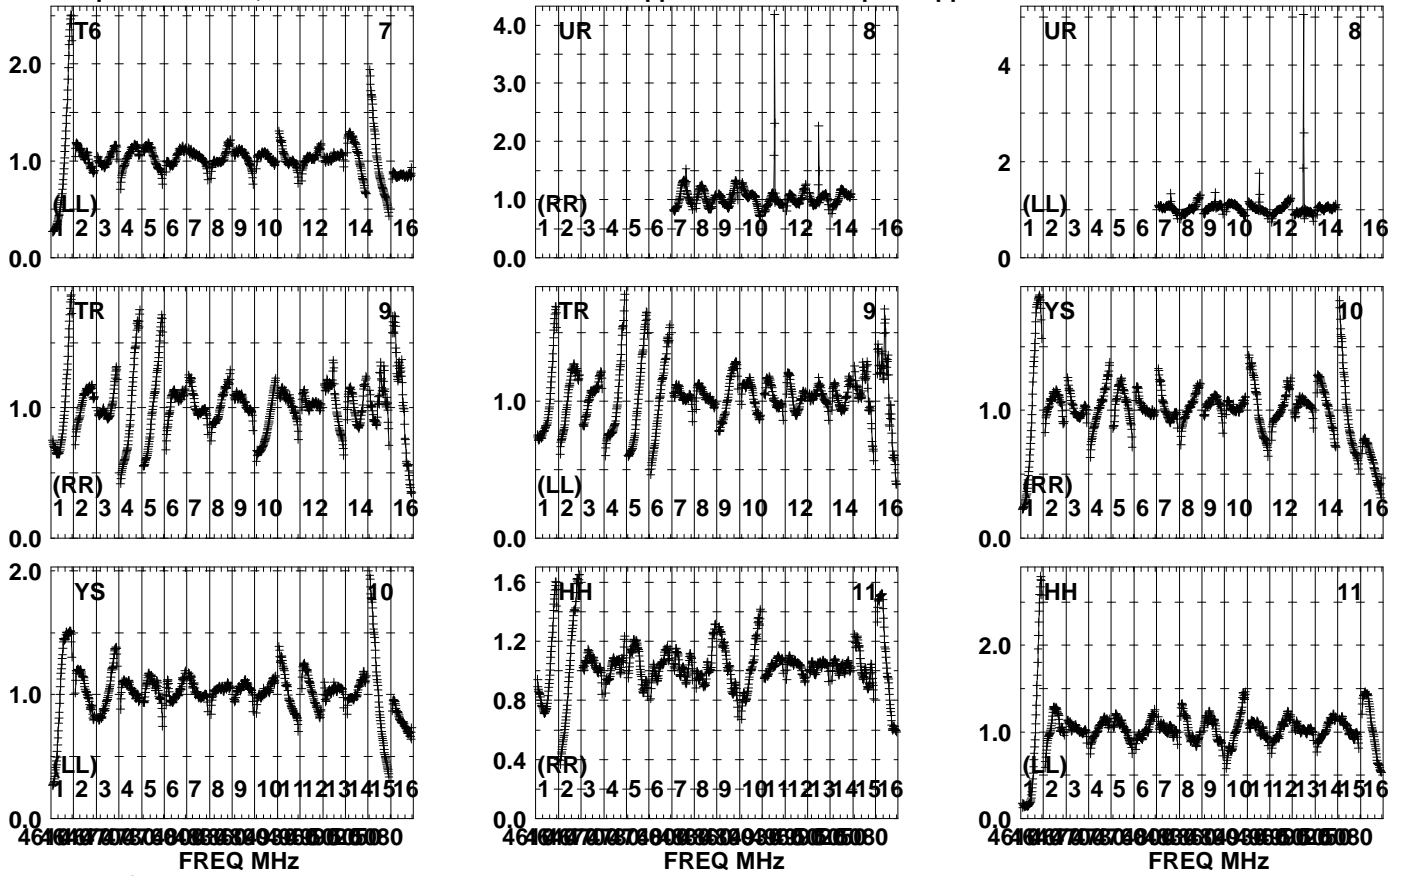 T6 7
2.0
1.0
(LL)
1 2 3 4 5 6 7 8 9 10 12 14 16
0.0
UR 8
4.0
3.0
2.0
1.0
(RR)
1 2 3 4 5 6 7 8 9 10 12 14 16
0.0
UR 8
4
2
(LL)
1 2 3 4 5 6 7 8 9 10 12 14 16
0
TR 9
1.0
(RR)
1 2 3 4 5 6 7 8 9 10 12 14 16
0.0
TR 9
1.0
(LL)
1 2 3 4 5 6 7 8 9 10 12 14 16
0.0
YS 10
1.0
(RR)
1 2 3 4 5 6 7 8 9 10 12 14 16
0.0
YS 10
2.0
1.0
(LL)
1 2 3 4 5 6 7 8 9 10 11 12 13 14 15 16
0.0
FREQ MHz
HH 11
1.6
1.2
0.8
0.4
(RR)
1 2 3 4 5 6 7 8 9 10 11 12 13 14 15 16
0.0
HH 11
2.0
1.0
(LL)
1 2 3 4 5 6 7 8 9 10 11 12 13 14 15 16
0.0
FREQ MHz